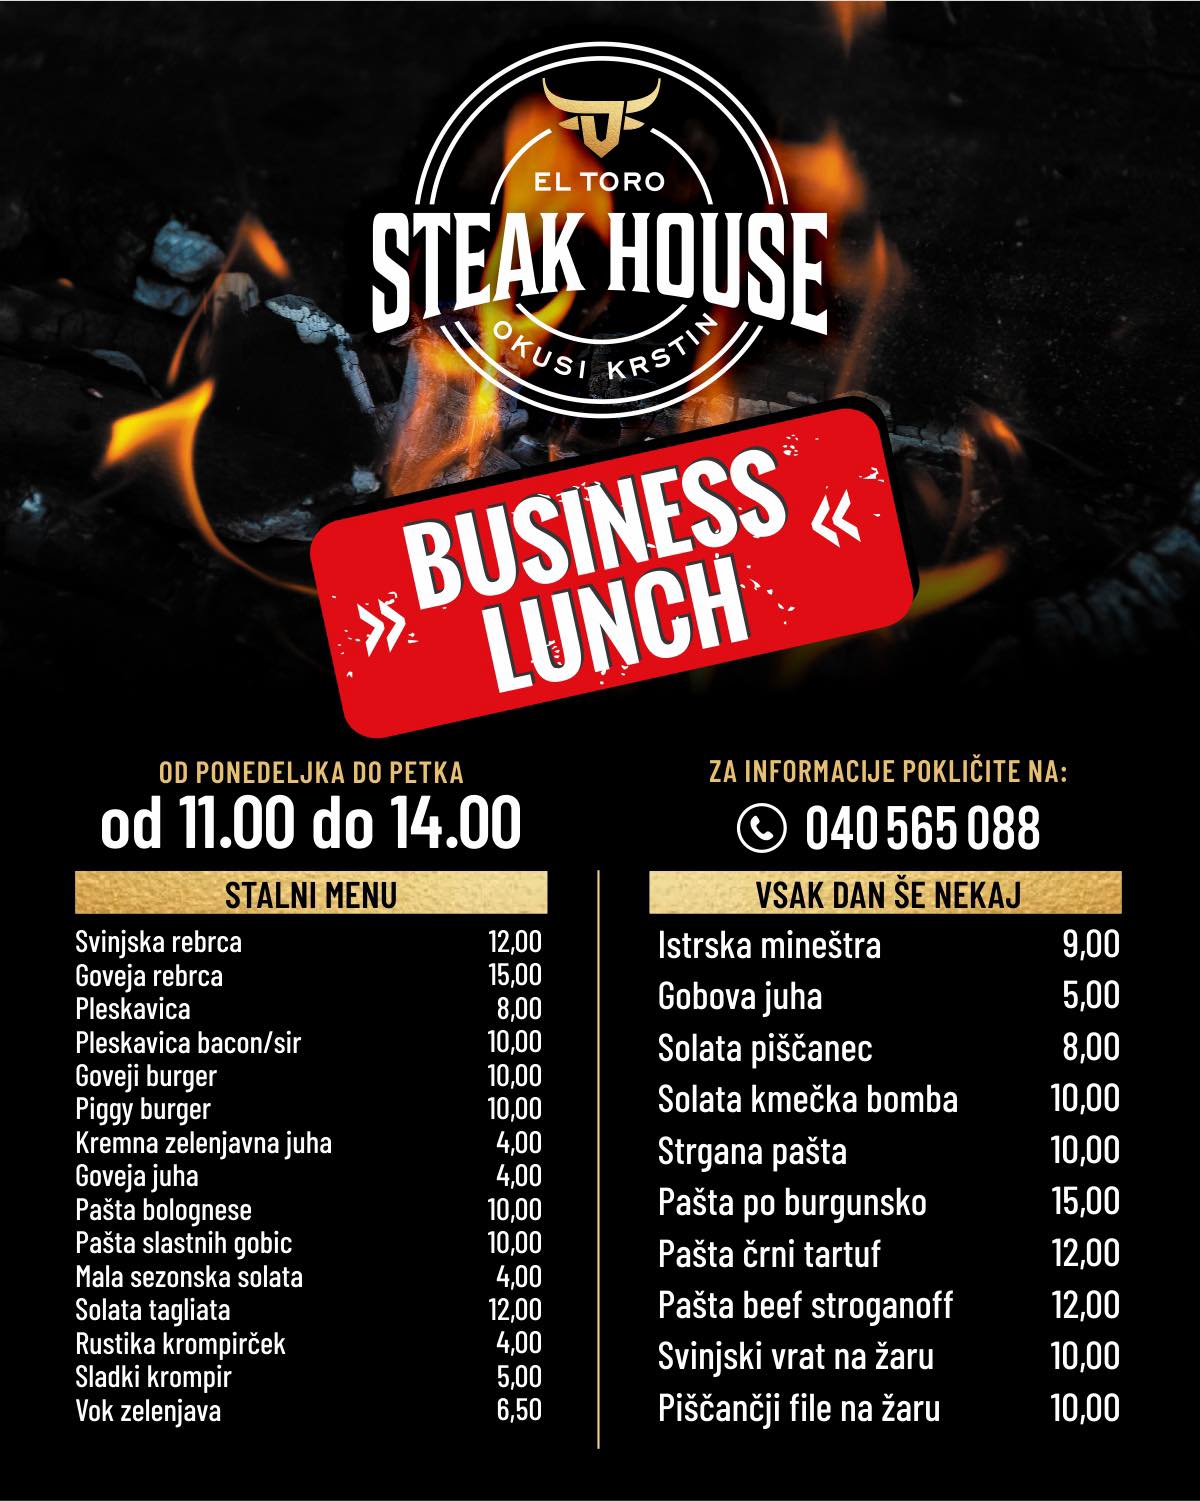 EL TORO
STEAK HOUSE
OKUSI KRSTIN
» BUSINESS «
LUNCH
OD PONEDELJKA DO PETKA
od 11.00 do 14.00
ZA INFORMACIJE POKLIČITE NA:
040 565 088
STALNI MENU
Svinjska rebrca 12,00
Goveja rebrca 15,00
Pleskavica 8,00
Pleskavica bacon/sir 10,00
Goveji burger 10,00
Piggy burger 10,00
Kremna zelenjavna juha 4,00
Goveja juha 4,00
Pašta bolognese 10,00
Pašta slastnih gobic 10,00
Mala sezonska solata 4,00
Solata tagliata 12,00
Rustika krompirček 4,00
Sladki krompir 5,00
Vok zelenjava 6,50
VSAK DAN ŠE NEKAJ
Istrska mineštra 9,00
Gobova juha 5,00
Solata piščanec 8,00
Solata kmečka bomba 10,00
Strgana pašta 10,00
Pašta po burgunsko 15,00
Pašta črni tartuf 12,00
Pašta beef stroganoff 12,00
Svinjski vrat na žaru 10,00
Piščančji file na žaru 10,00